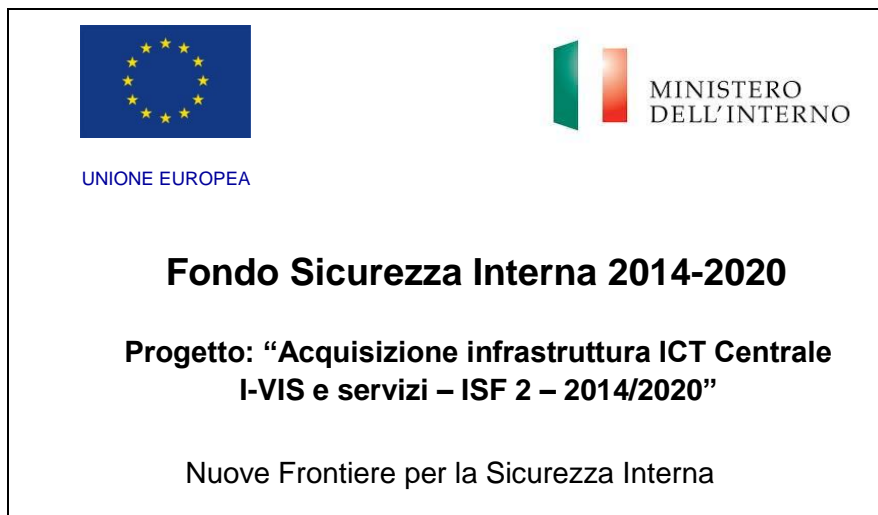 MINISTERO
DELL'INTERNO
UNIONE EUROPEA
Fondo Sicurezza Interna 2014-2020
Progetto: “Acquisizione infrastruttura ICT Centrale
I-VIS e servizi – ISF 2 – 2014/2020”
Nuove Frontiere per la Sicurezza Interna